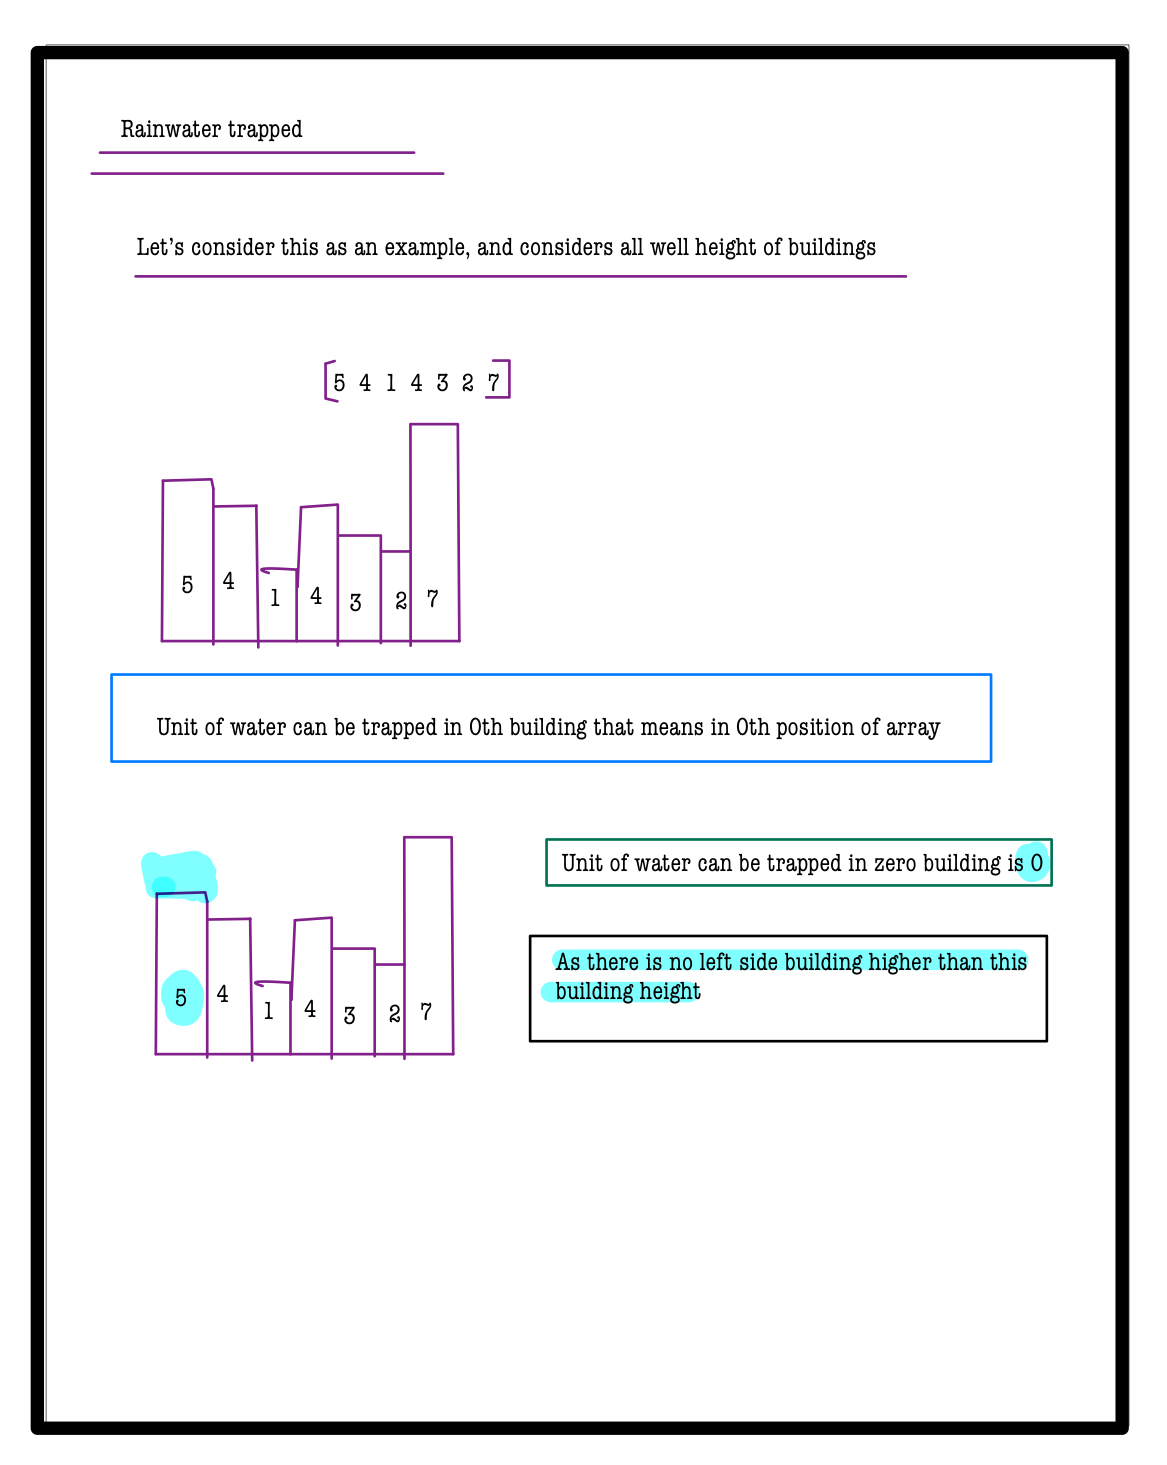 Rainwater trapped
Let's consider this as an example, and considers all well height of buildings
[5 4 1 4 3 2 7]
5 4 1 4 3 2 7
Unit of water can be trapped in 0th building that means in 0th position of array
Unit of water can be trapped in zero building is 0
As there is no left side building higher than this
building height
5 4 1 4 3 2 7